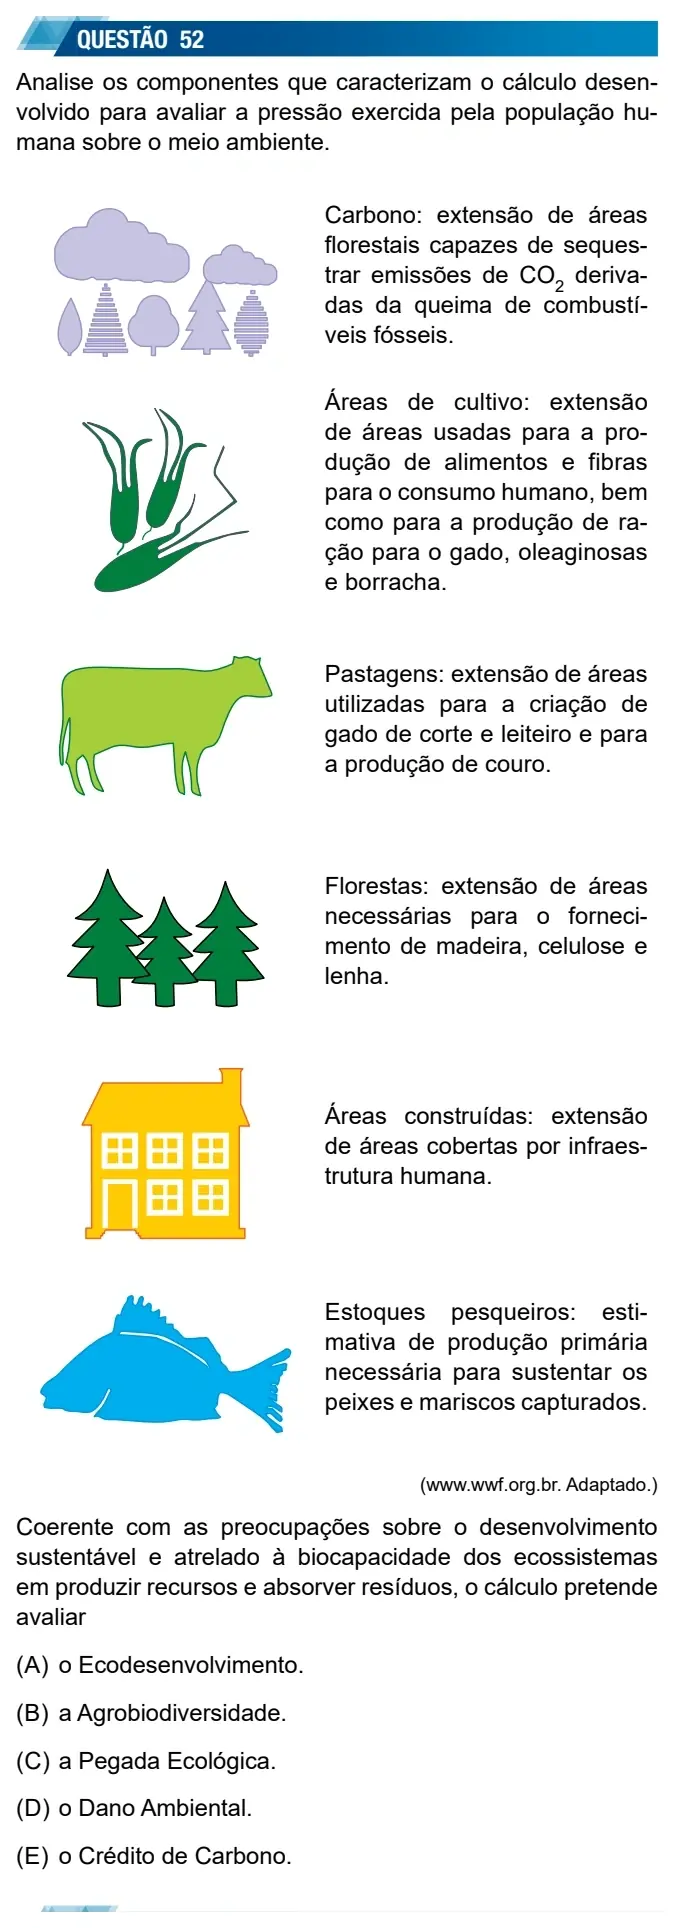 QUESTÃO 52
Analise os componentes que caracterizam o cálculo desen-
volvido para avaliar a pressão exercida pela população hu-
mana sobre o meio ambiente.
Carbono: extensão de áreas
florestais capazes de seques-
trar emissões de CO2 deriva-
das da queima de combustí-
veis fósseis.
Áreas de cultivo: extensão
de áreas usadas para a pro-
dução de alimentos e fibras
para o consumo humano, bem
como para a produção de ra-
ção para o gado, oleaginosas
e borracha.
Pastagens: extensão de áreas
utilizadas para a criação de
gado de corte e leiteiro e para
a produção de couro.
Florestas: extensão de áreas
necessárias para o forneci-
mento de madeira, celulose e
lenha.
Áreas construídas: extensão
de áreas cobertas por infraes-
trutura humana.
Estoques pesqueiros: esti-
mativa de produção primária
necessária para sustentar os
peixes e mariscos capturados.
(www.wwf.org.br. Adaptado.)
Coerente com as preocupações sobre o desenvolvimento
sustentável e atrelado à biocapacidade dos ecossistemas
em produzir recursos e absorver resíduos, o cálculo pretende
avaliar
(A) o Ecodesenvolvimento.
(B) a Agrobiodiversidade.
(C) a Pegada Ecológica.
(D) o Dano Ambiental.
(E) o Crédito de Carbono.